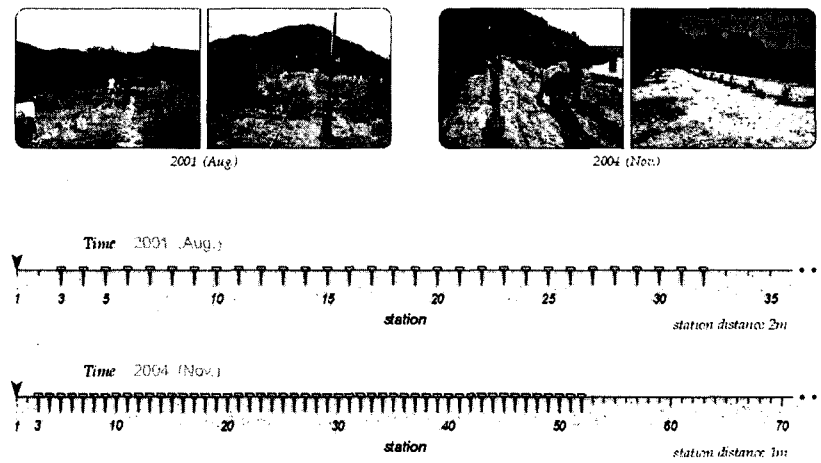 2001 (Aug.)
2004 (Nov.)
Time 2001 (Aug.)
1 3 5 10 15 20 25 30 35
station
station distance 2m
Time 2004 (Nov.)
1 3 10 20 30 40 50 60 70
station
station distance 1m